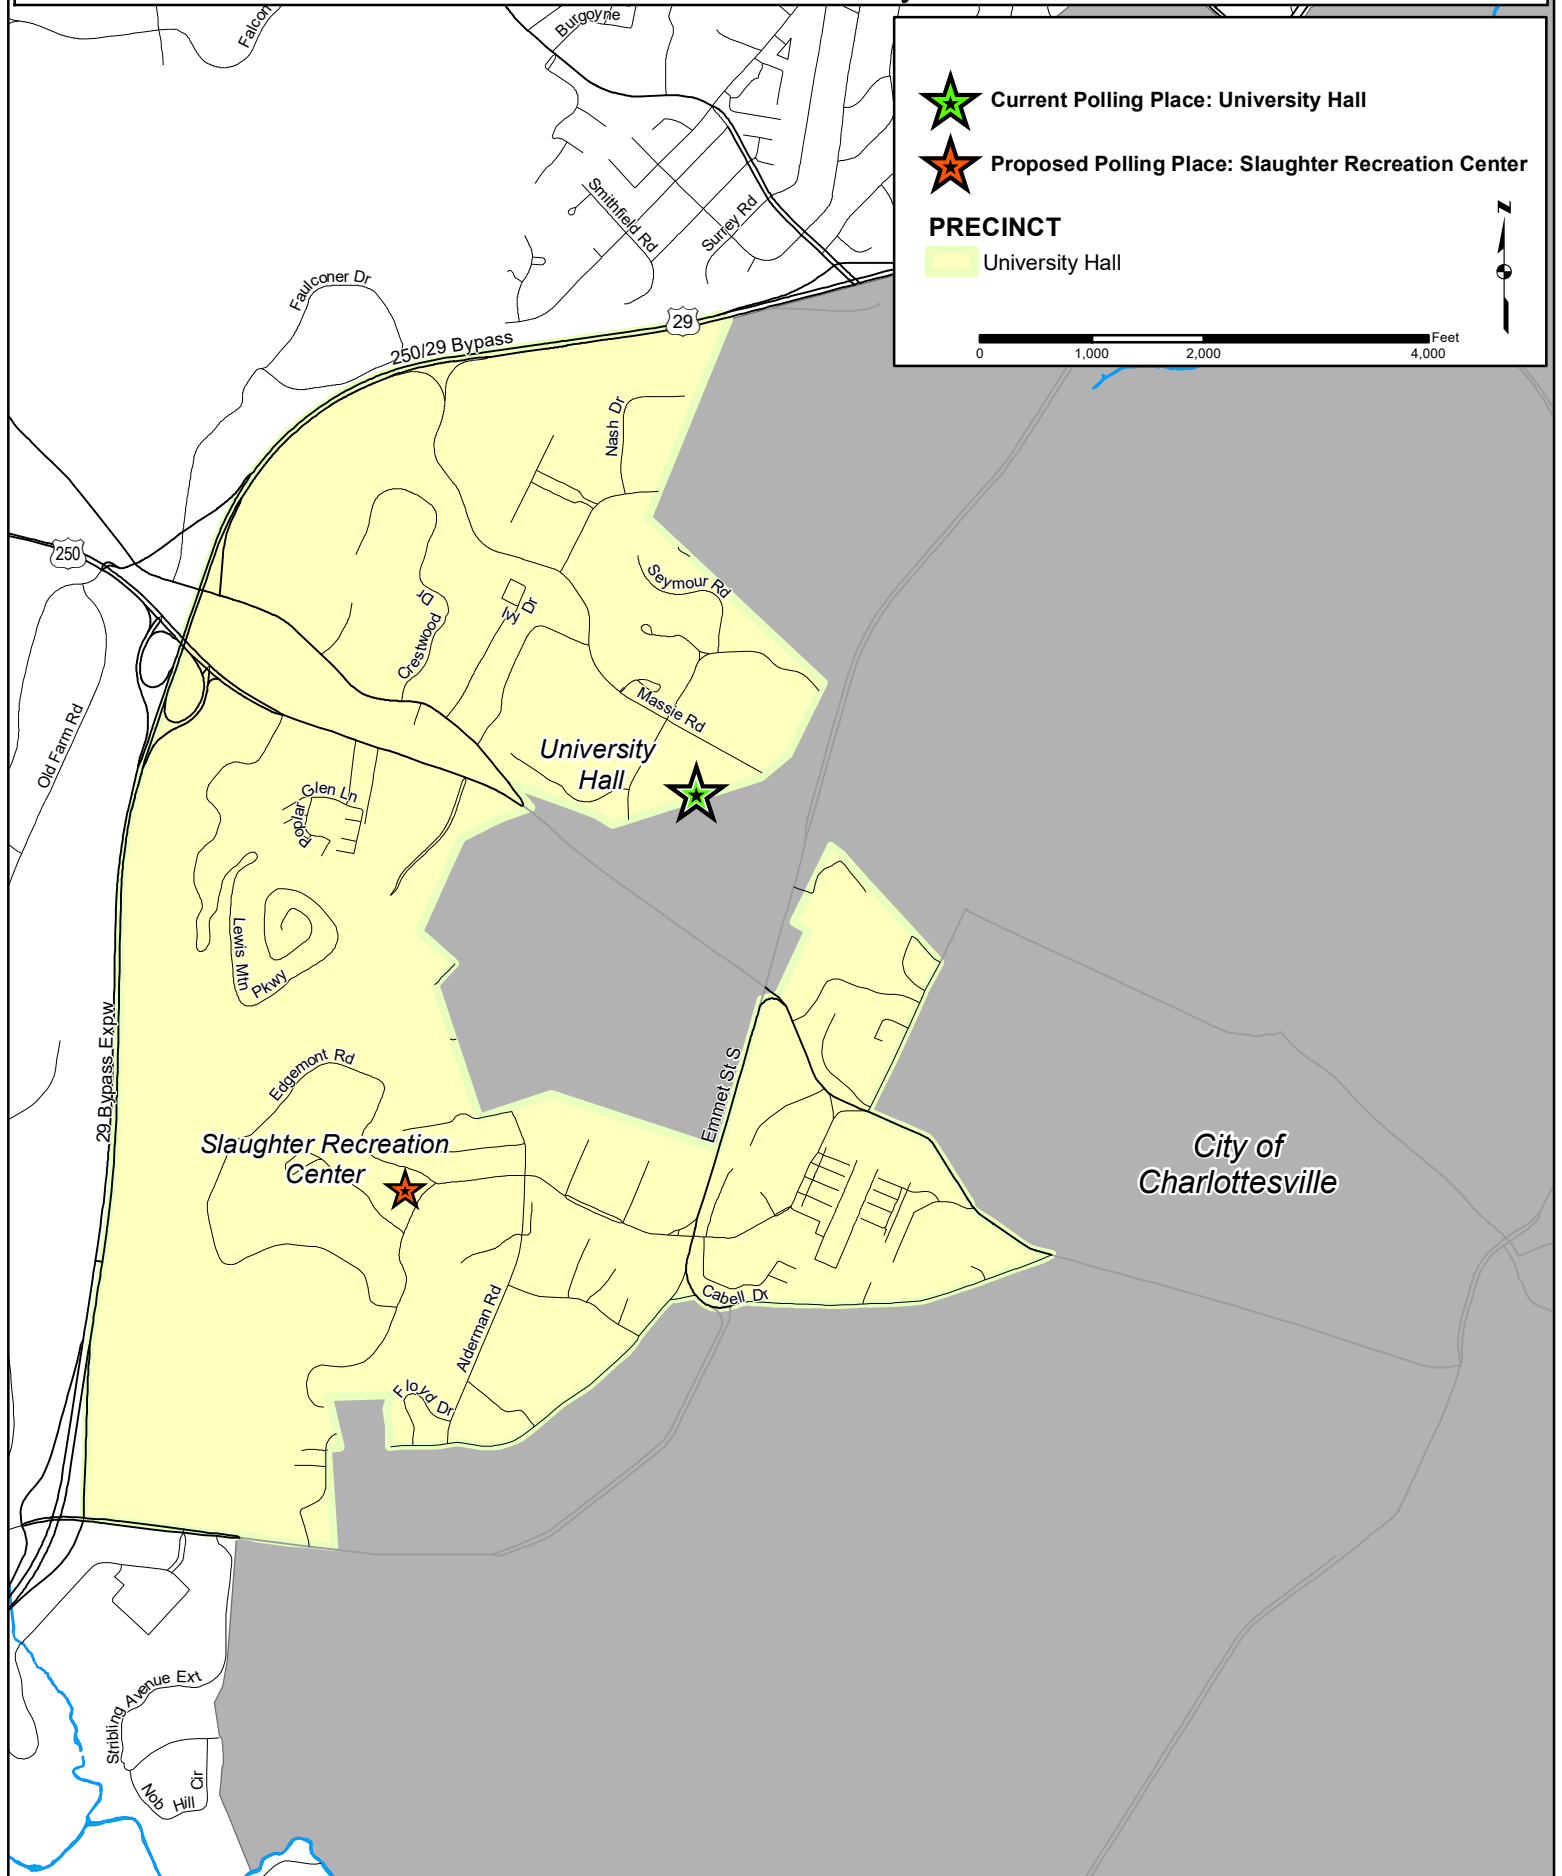 Falcon
Burgoyne
Current Polling Place: University Hall
Proposed Polling Place: Slaughter Recreation Center
PRECINCT
University Hall
N
Feet
0 1,000 2,000 4,000
Smithfield Rd
Surrey Rd
Faulconer Dr
29
250/29 Bypass
Nash Dr
250
Seymour Rd
Crestwood Dr
Ivy Dr
Massie Rd
Old Farm Rd
University
Hall
Poplar Glen Ln
Lewis Mtn Pkwy
29 Bypass Expw
Edgemont Rd
Emmet St S
Slaughter Recreation
Center
City of
Charlottesville
Alderman Rd
Cabell Dr
Floyd Dr
Stribling Avenue Ext
Nob Hill Cir